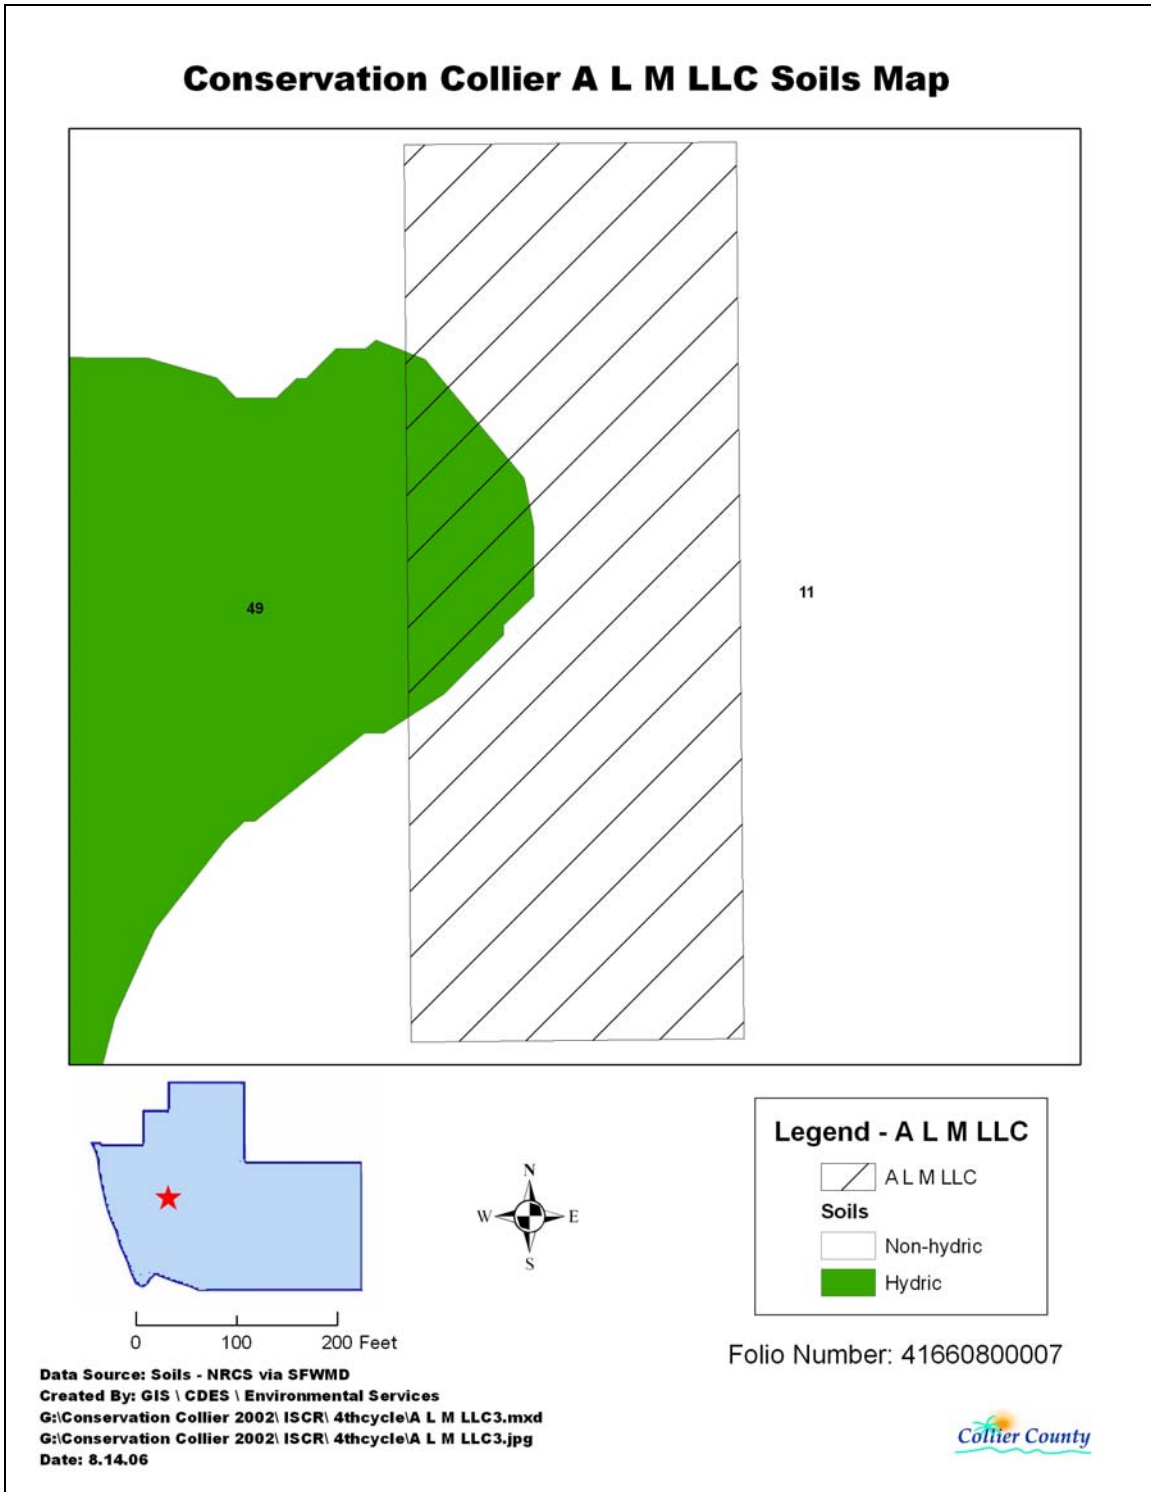 Conservation Collier A L M LLC Soils Map
49
11
N
W E
S
0 100 200 Feet
Legend - A L M LLC
A L M LLC
Soils
Non-hydric
Hydric
Folio Number: 41660800007
Data Source: Soils - NRCS via SFWMD
Created By: GIS \ CDES \ Environmental Services
G:\Conservation Collier 2002\ ISCR\ 4thcycle\A L M LLC3.mxd
G:\Conservation Collier 2002\ ISCR\ 4thcycle\A L M LLC3.jpg
Date: 8.14.06
Collier County